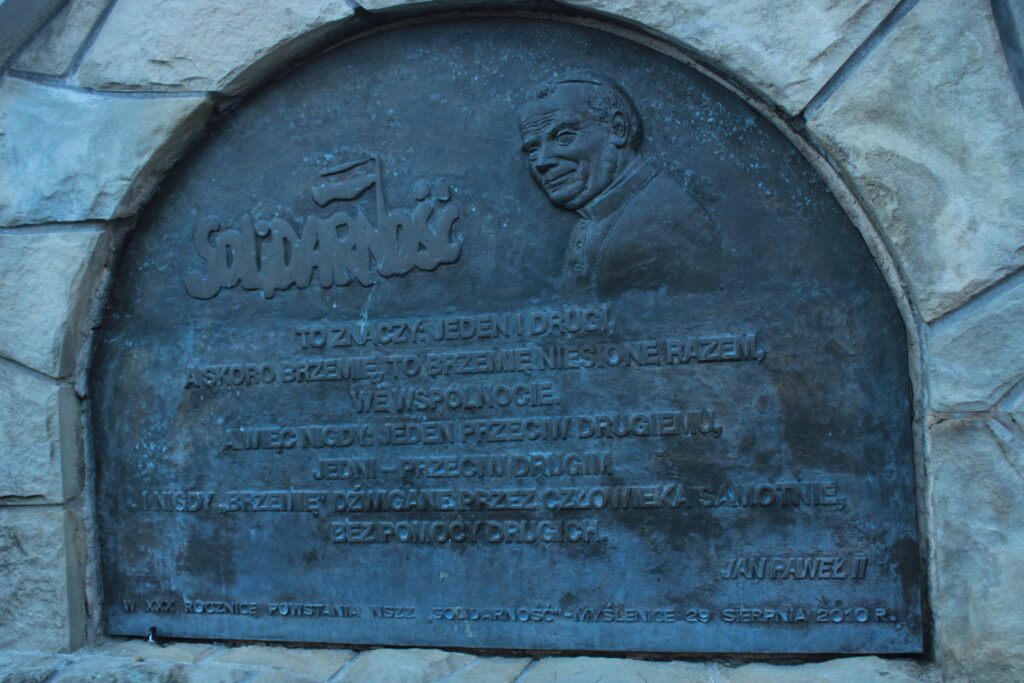 SOLIDARNOŚĆ
TO ZNACZY: JEDEN I DRUGI,
A SKORO BRZEMIĘ, TO BRZEMIĘ NIESIONE RAZEM,
WE WSPÓLNOCIE.
A WIĘC NIGDY: JEDEN PRZECIW DRUGIEMU,
JEDNI – PRZECIW DRUGIM
I NIGDY „BRZEMIĘ" DŹWIGANE PRZEZ CZŁOWIEKA SAMOTNIE,
BEZ POMOCY DRUGICH.
JAN PAWEŁ II
W XXX ROCZNICĘ POWSTANIA NSZZ „SOLIDARNOŚĆ" - MYŚLENICE 29 SIERPNIA 2010 R.